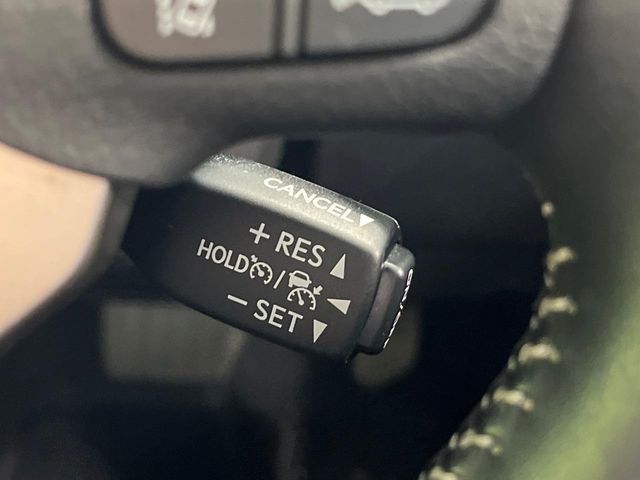 CANCEL
+ RES
HOLD /
− SET